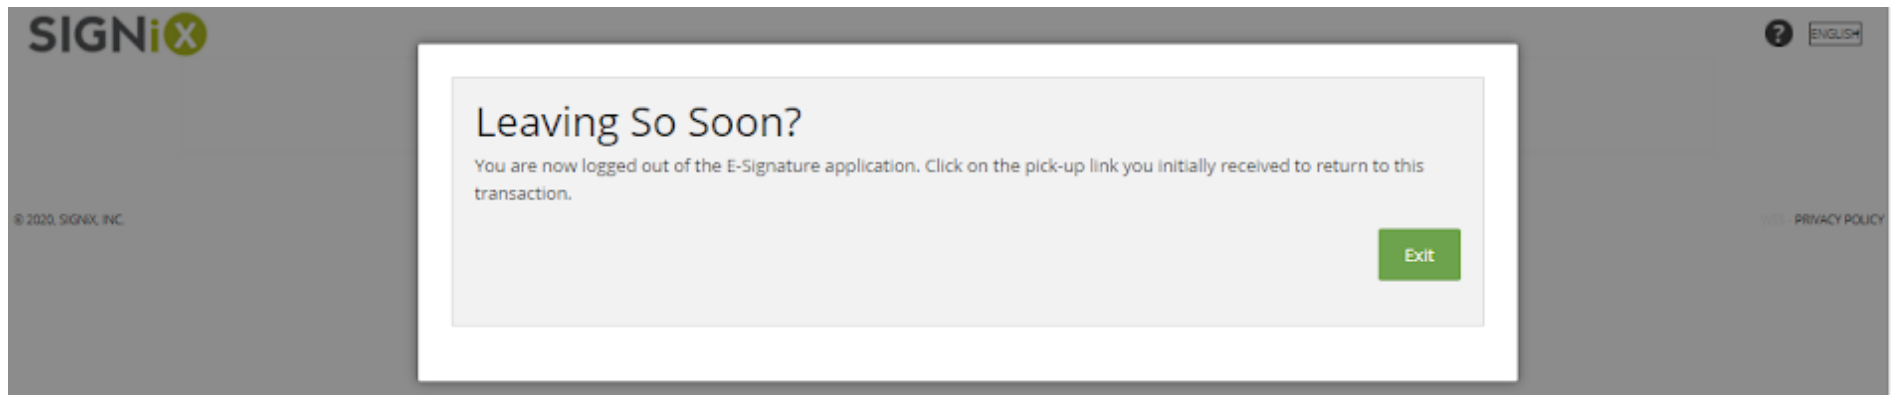 SIGNiX
ENGLISH
Leaving So Soon?
You are now logged out of the E-Signature application. Click on the pick-up link you initially received to return to this
transaction.
Exit
© 2020, SIGNiX, INC.
- PRIVACY POLICY